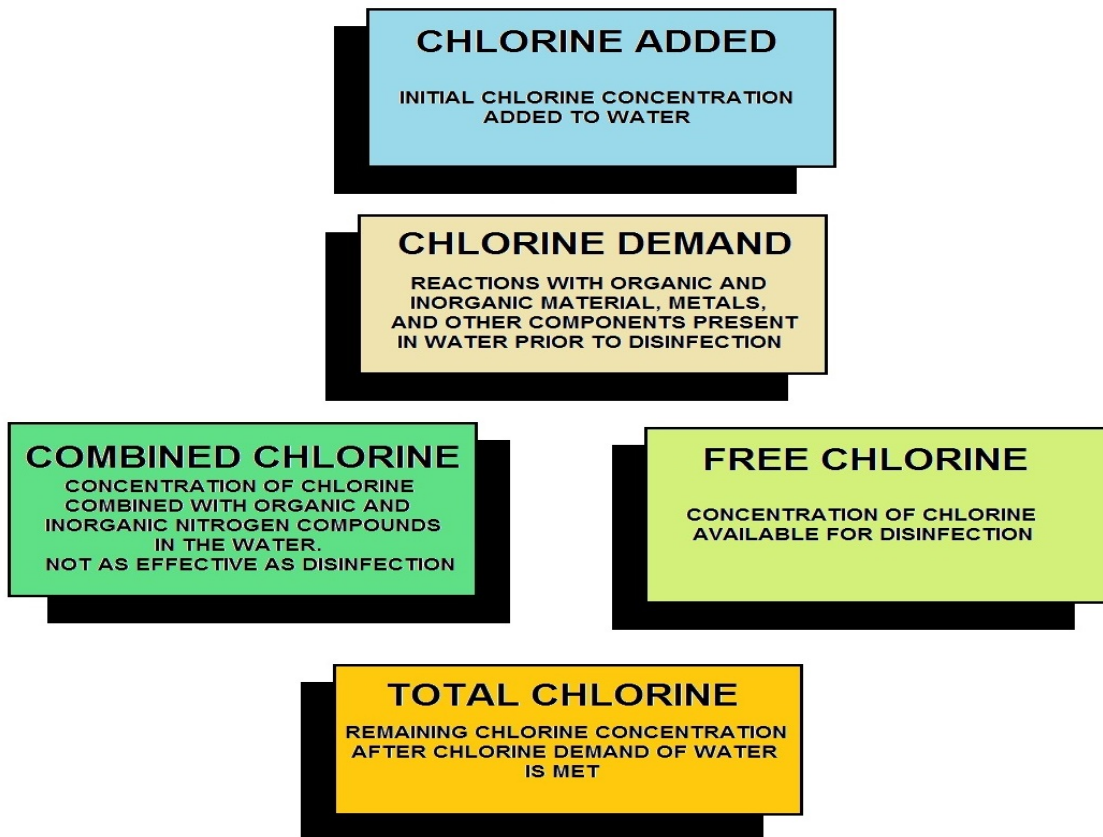 CHLORINE ADDED
INITIAL CHLORINE CONCENTRATION
ADDED TO WATER
CHLORINE DEMAND
REACTIONS WITH ORGANIC AND
INORGANIC MATERIAL, METALS,
AND OTHER COMPONENTS PRESENT
IN WATER PRIOR TO DISINFECTION
COMBINED CHLORINE
CONCENTRATION OF CHLORINE
COMBINED WITH ORGANIC AND
INORGANIC NITROGEN COMPOUNDS
IN THE WATER.
NOT AS EFFECTIVE AS DISINFECTION
FREE CHLORINE
CONCENTRATION OF CHLORINE
AVAILABLE FOR DISINFECTION
TOTAL CHLORINE
REMAINING CHLORINE CONCENTRATION
AFTER CHLORINE DEMAND OF WATER
IS MET